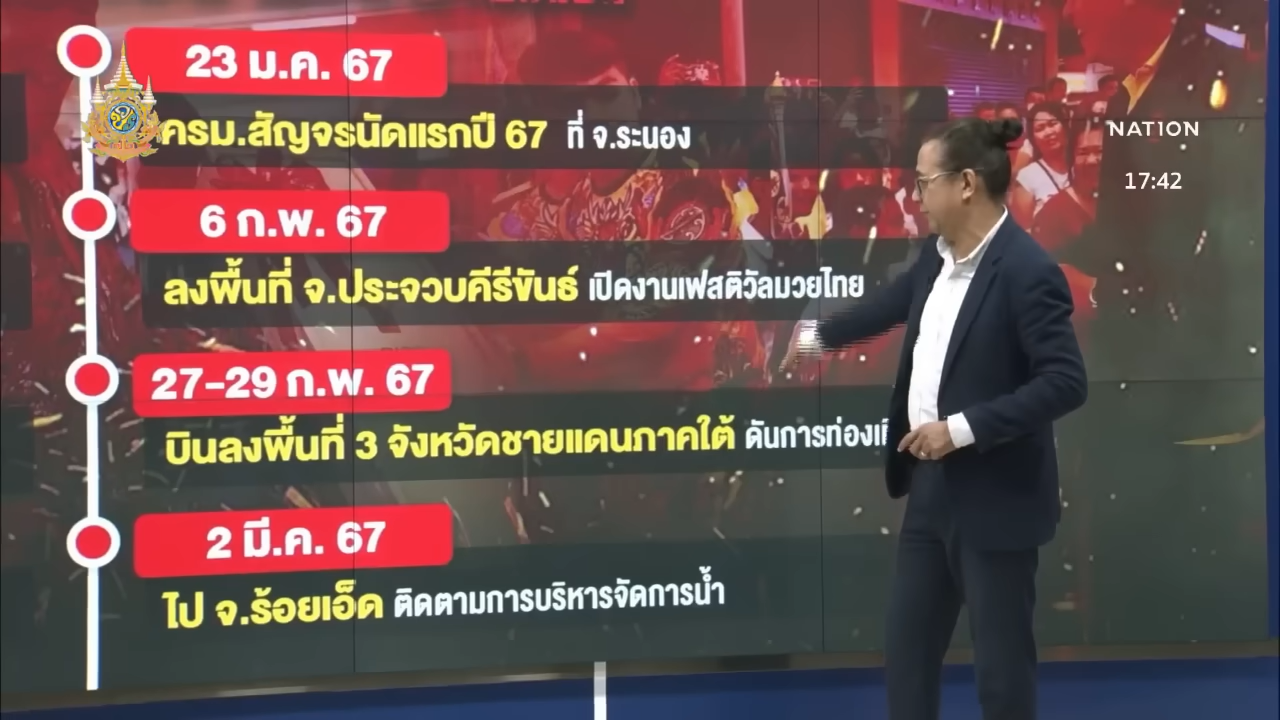 23 ม.ค. 67
ครม.สัญจรนัดแรกปี 67 ที่ จ.ระนอง
NATION
17:42
6 ก.พ. 67
ลงพื้นที่ จ.ประจวบคีรีขันธ์ เปิดงานเฟสติวัลมวยไทย
27-29 ก.พ. 67
บินลงพื้นที่ 3 จังหวัดชายแดนภาคใต้ ดันการท่องเ
2 มี.ค. 67
ไป จ.ร้อยเอ็ด ติดตามการบริหารจัดการน้ำ